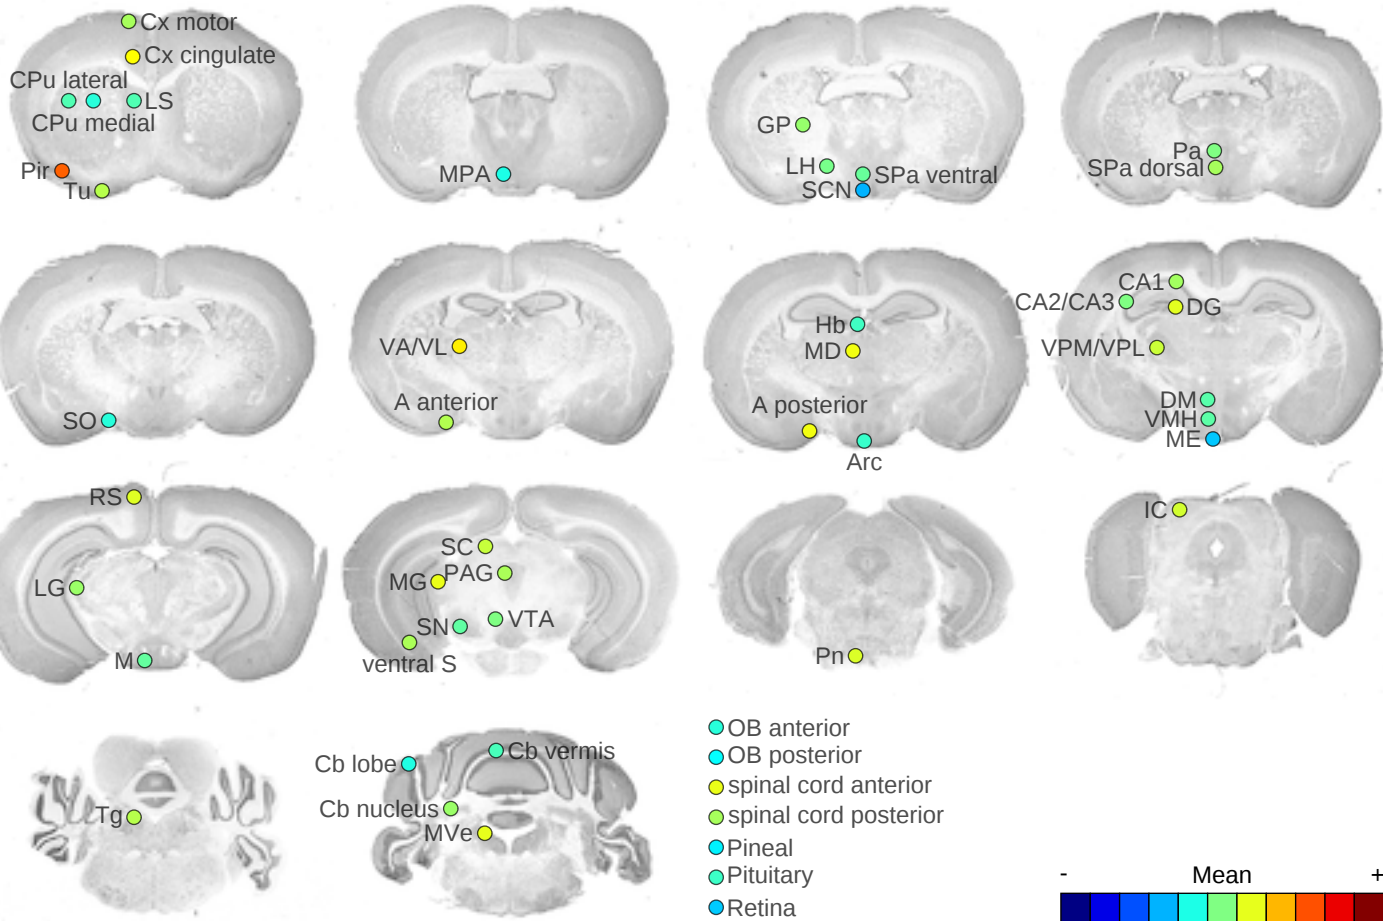 Cx motor
Cx cingulate
CPu lateral
LS
CPu medial
Pir
Tu
MPA
GP
LH
SPa ventral
SCN
Pa
SPa dorsal
SO
VA/VL
A anterior
Hb
MD
A posterior
Arc
CA1
CA2/CA3
DG
VPM/VPL
DM
VMH
ME
RS
LG
M
SC
PAG
MG
VTA
SN
ventral S
Pn
IC
Tg
Cb vermis
Cb lobe
Cb nucleus
MVe
OB anterior
OB posterior
spinal cord anterior
spinal cord posterior
Pineal
Pituitary
Retina
- Mean +